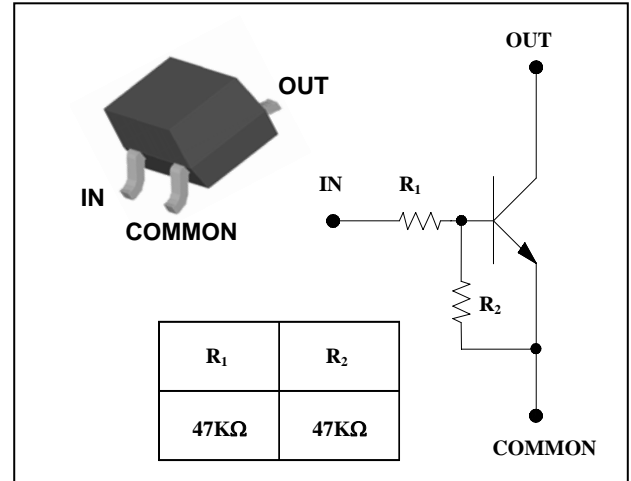 OUT
IN
COMMON
OUT
IN
R₁
R₂
COMMON
R₁ R₂
47KΩ 47KΩ